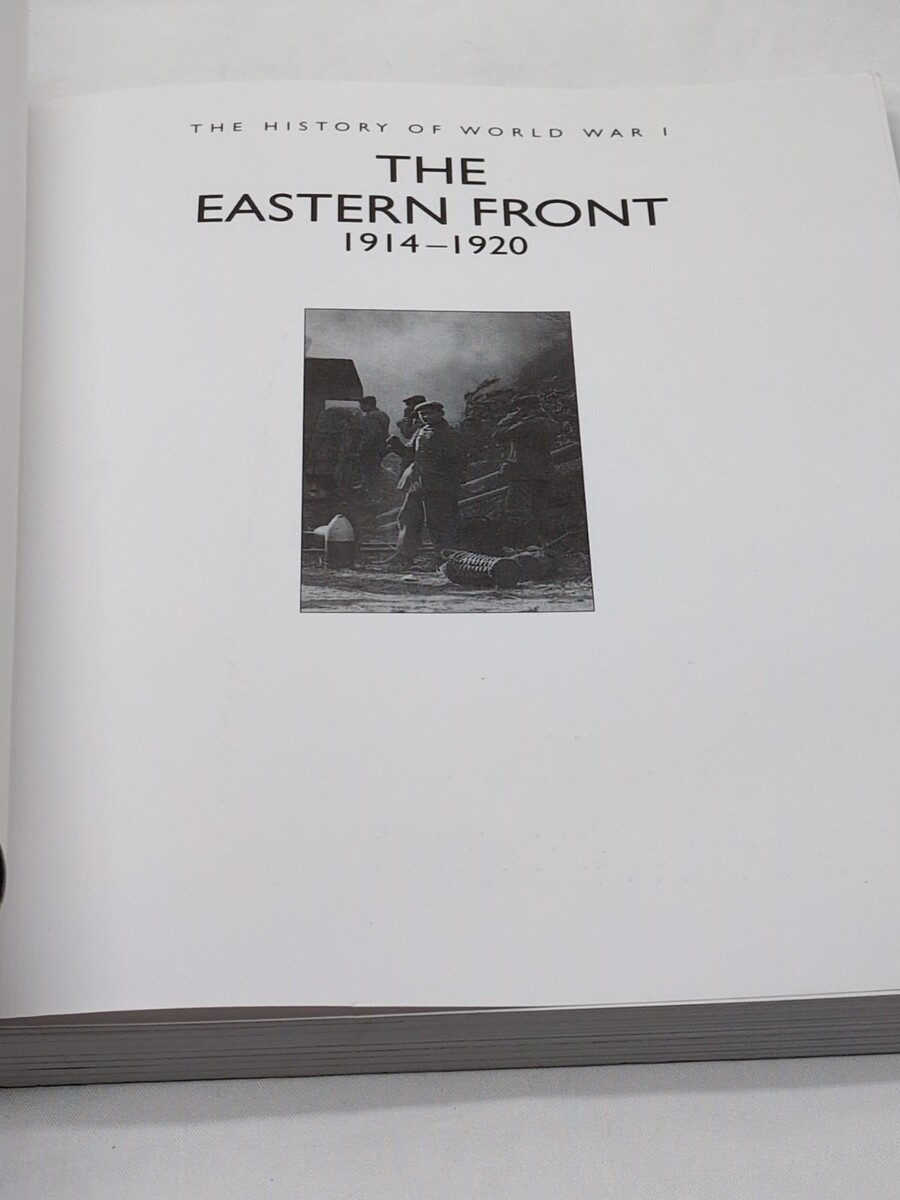 THE HISTORY OF WORLD WAR I
THE
EASTERN FRONT
1914–1920